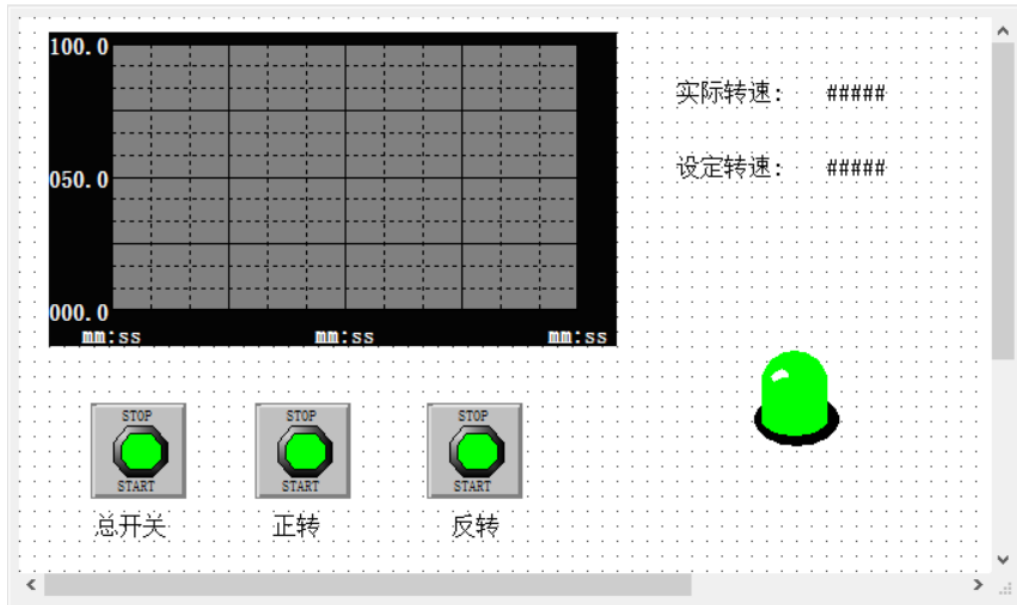 100.0
050.0
000.0
mm:ss mm:ss mm:ss
实际转速: #####
设定转速: #####
STOP STOP STOP
START START START
总开关 正转 反转